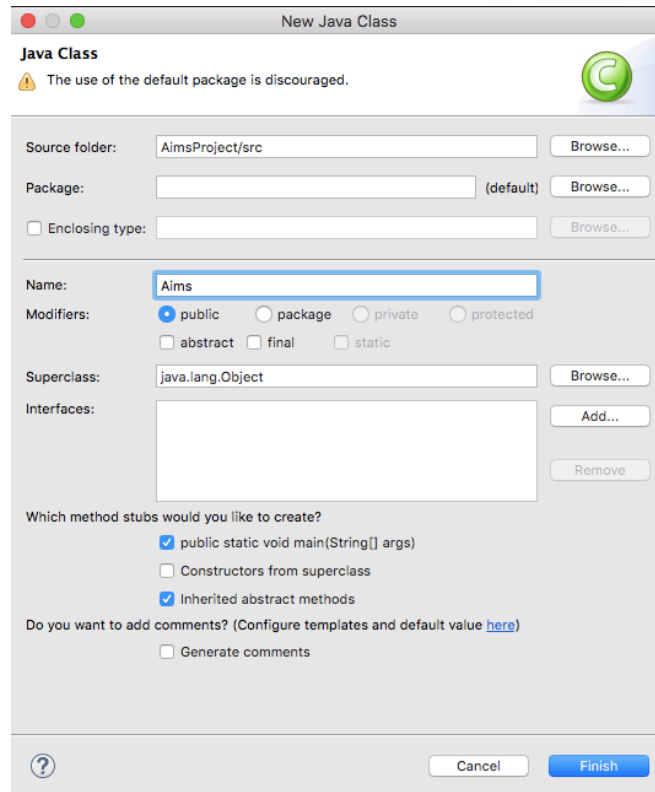 New Java Class
Java Class
The use of the default package is discouraged.
C
Source folder: AimsProject/src Browse...
Package: (default) Browse...
Enclosing type: Browse...
Name: Aims
Modifiers: public package private protected
abstract final static
Superclass: java.lang.Object Browse...
Interfaces: Add...
Remove
Which method stubs would you like to create?
public static void main(String[] args)
Constructors from superclass
Inherited abstract methods
Do you want to add comments? (Configure templates and default value here)
Generate comments
? Cancel Finish